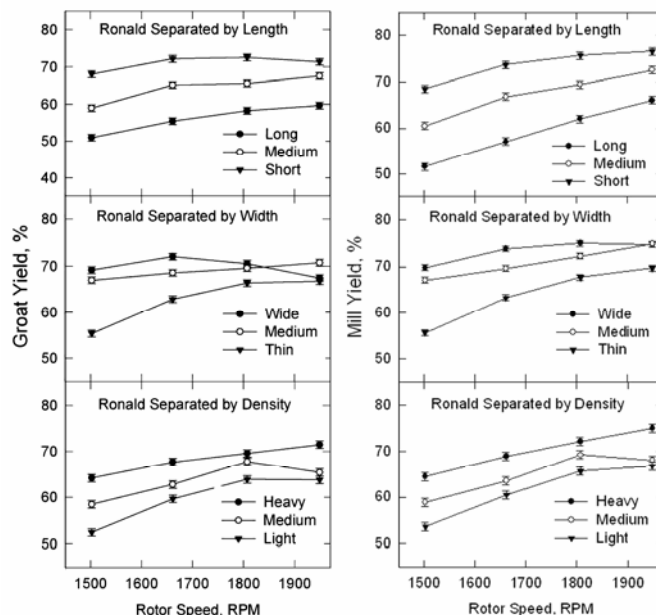 Ronald Separated by Length
80
70
60
50
40
Long
Medium
Short
Ronald Separated by Length
80
70
60
50
Long
Medium
Short
Groat Yield, %
Mill Yield, %
Ronald Separated by Width
80
70
60
50
Wide
Medium
Thin
Ronald Separated by Width
80
70
60
50
Wide
Medium
Thin
Ronald Separated by Density
80
70
60
50
Heavy
Medium
Light
1500 1600 1700 1800 1900
Rotor Speed, RPM
Ronald Separated by Density
80
70
60
50
Heavy
Medium
Light
1500 1600 1700 1800 1900
Rotor Speed, RPM